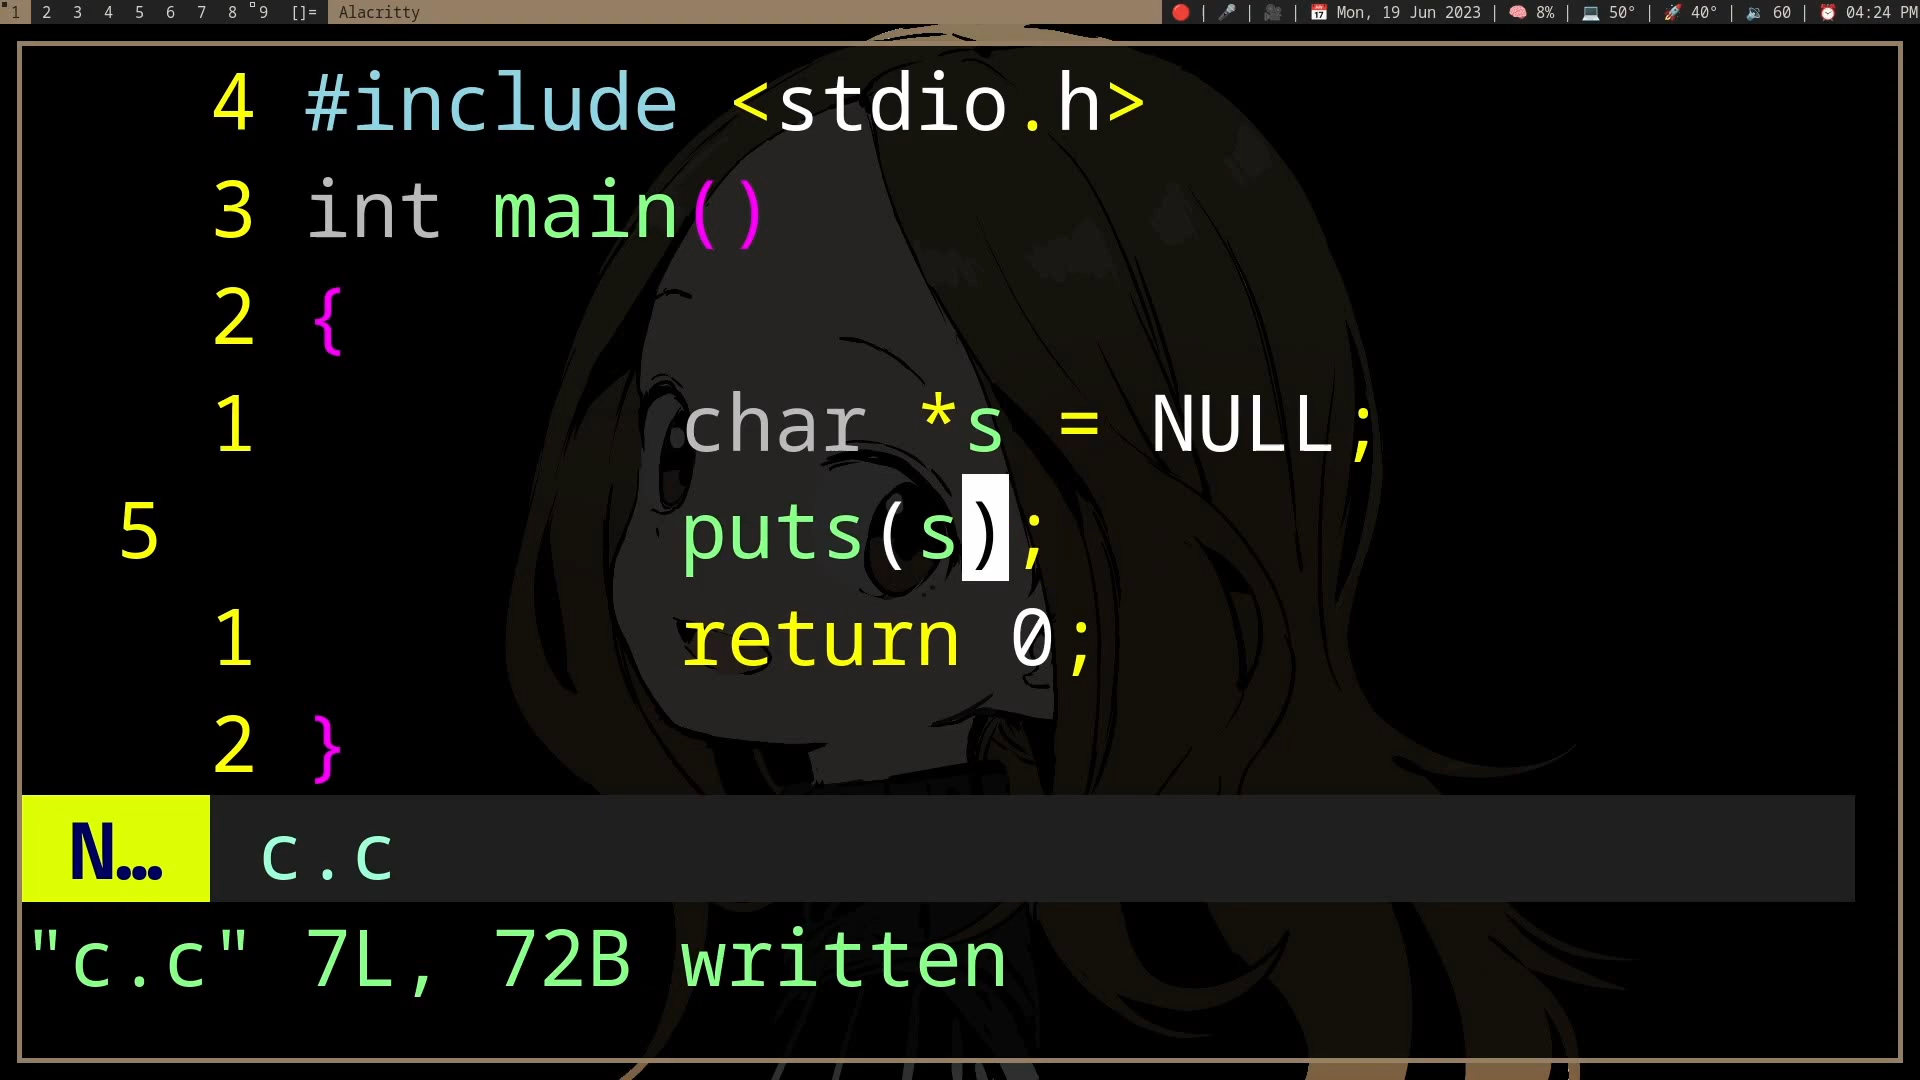 1 2 3 4 5 6 7 8 9 []= Alacritty | | | Mon, 19 Jun 2023 | 8% | 50° | 40° | 60 | 04:24 PM
4 #include <stdio.h>
3 int main()
2 {
1 char *s = NULL;
5 puts(s);
1 return 0;
2 }
N… c.c
"c.c" 7L, 72B written